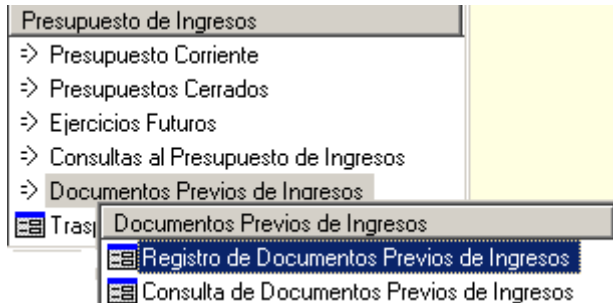 Presupuesto de Ingresos
Presupuesto Corriente
Presupuestos Cerrados
Ejercicios Futuros
Consultas al Presupuesto de Ingresos
Documentos Previos de Ingresos
Documentos Previos de Ingresos
Registro de Documentos Previos de Ingresos
Consulta de Documentos Previos de Ingresos